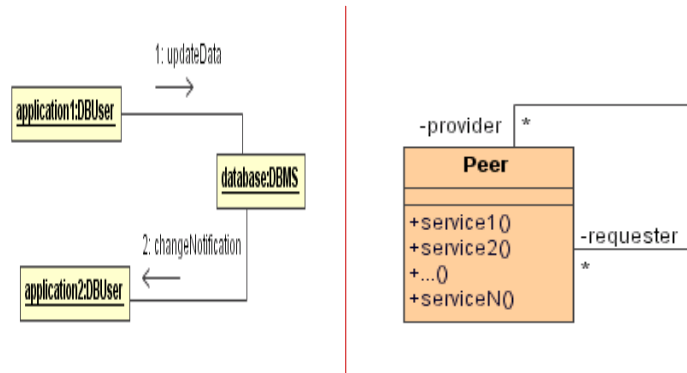 1: updateData
application1:DBUser
database:DBMS
2: changeNotification
application2:DBUser
-provider
*
Peer
+service1()
+service2()
+...()
+serviceN()
-requester
*